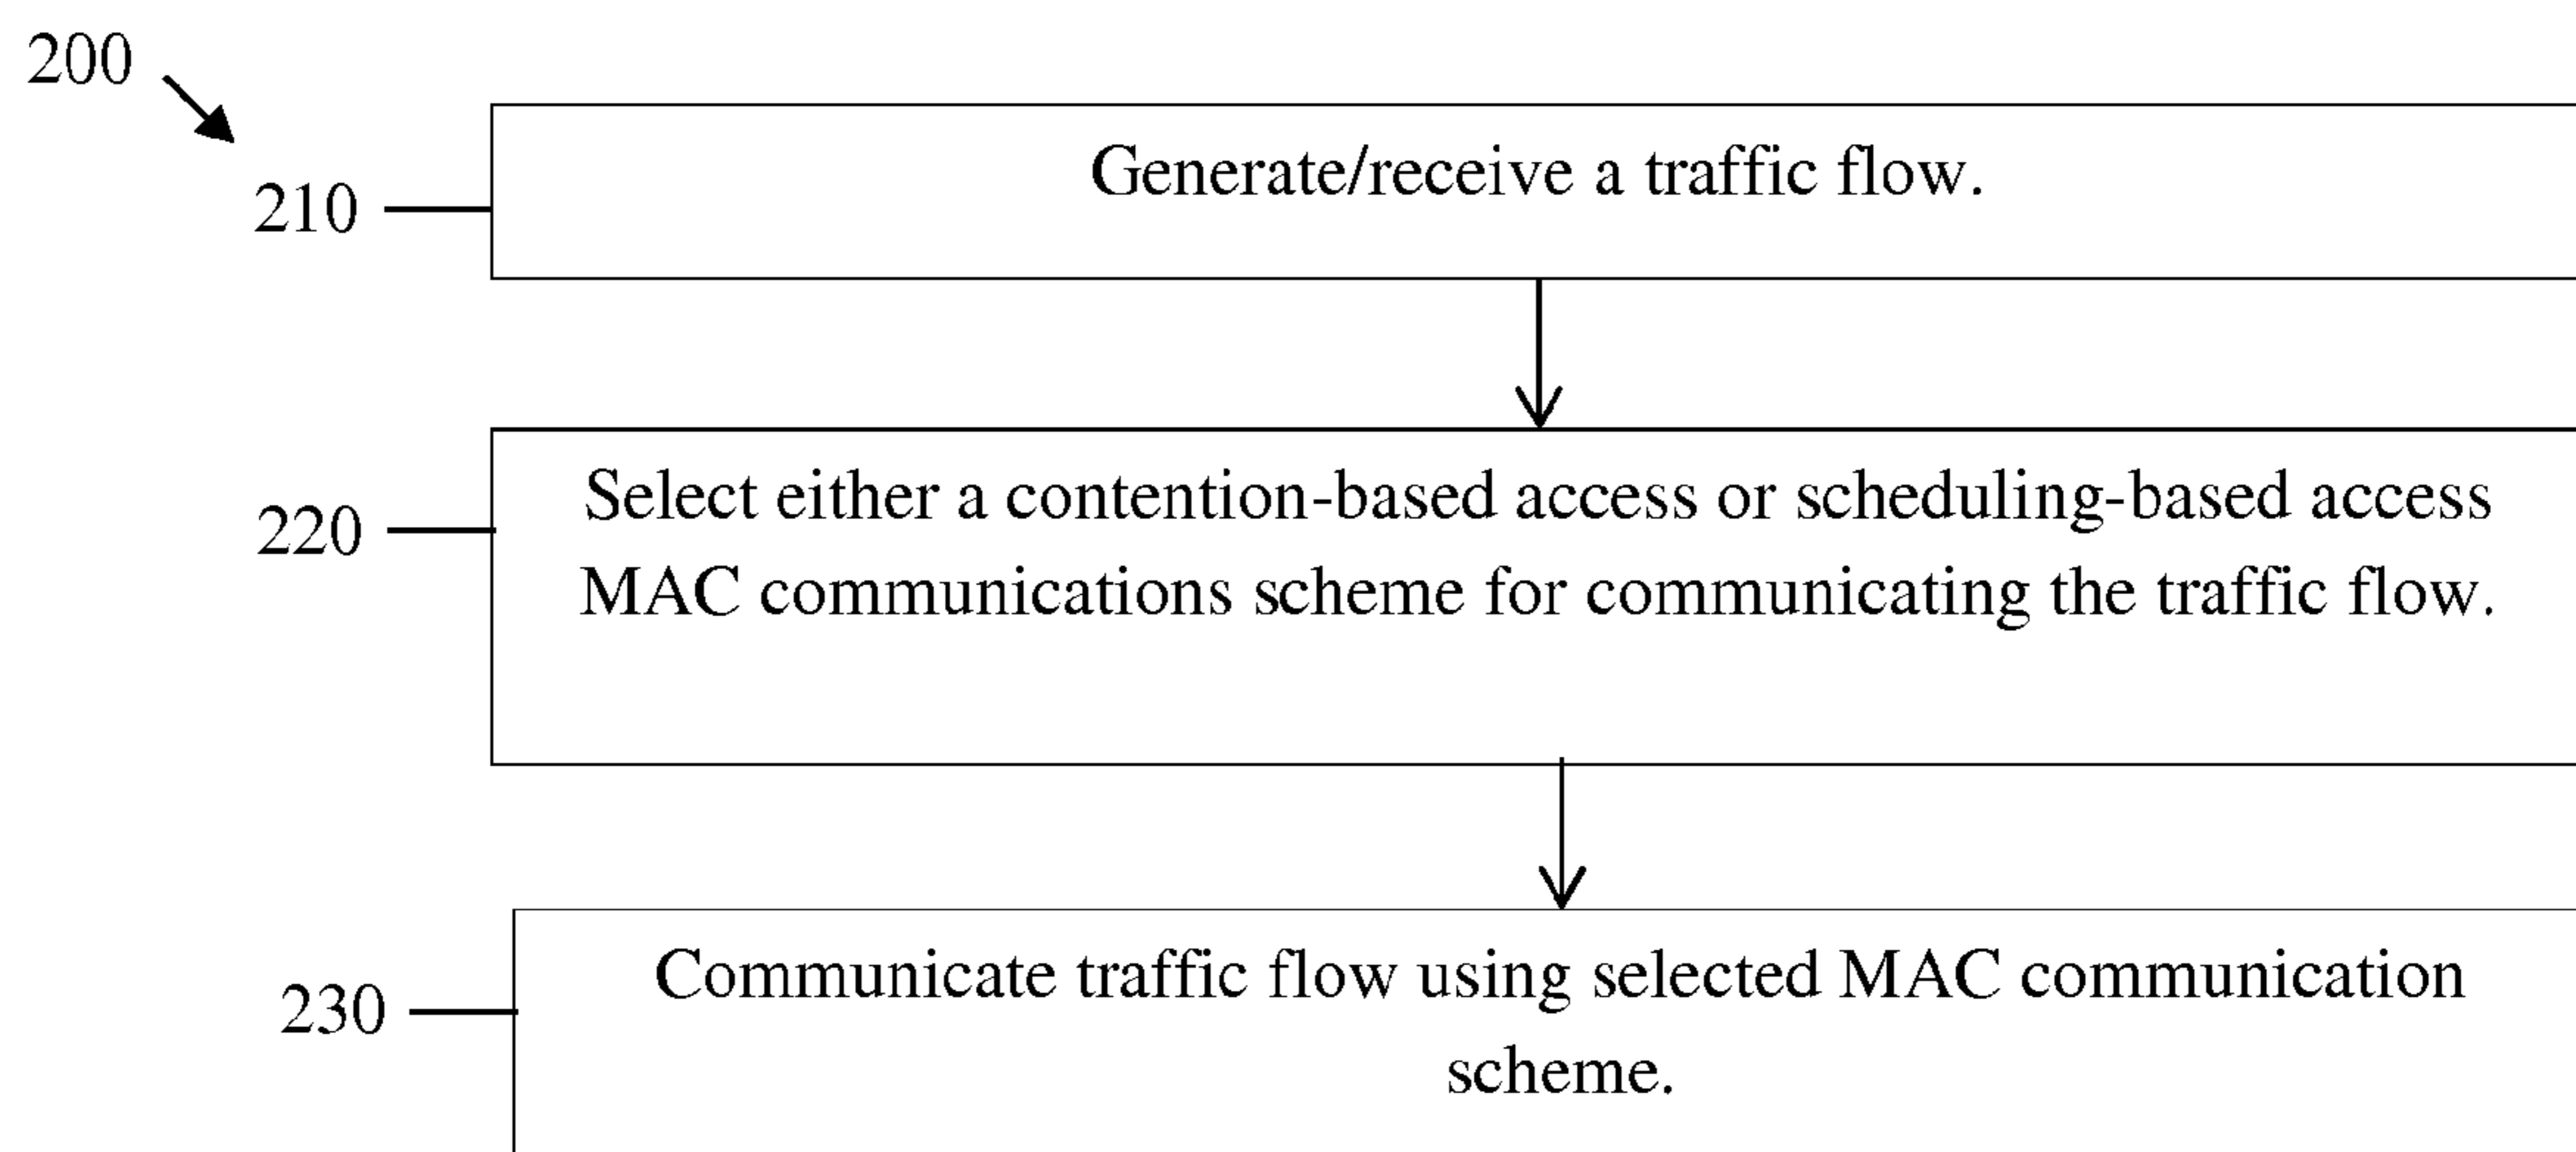 200
210
Generate/receive a traffic flow.
220
Select either a contention-based access or scheduling-based access
MAC communications scheme for communicating the traffic flow.
230
Communicate traffic flow using selected MAC communication
scheme.